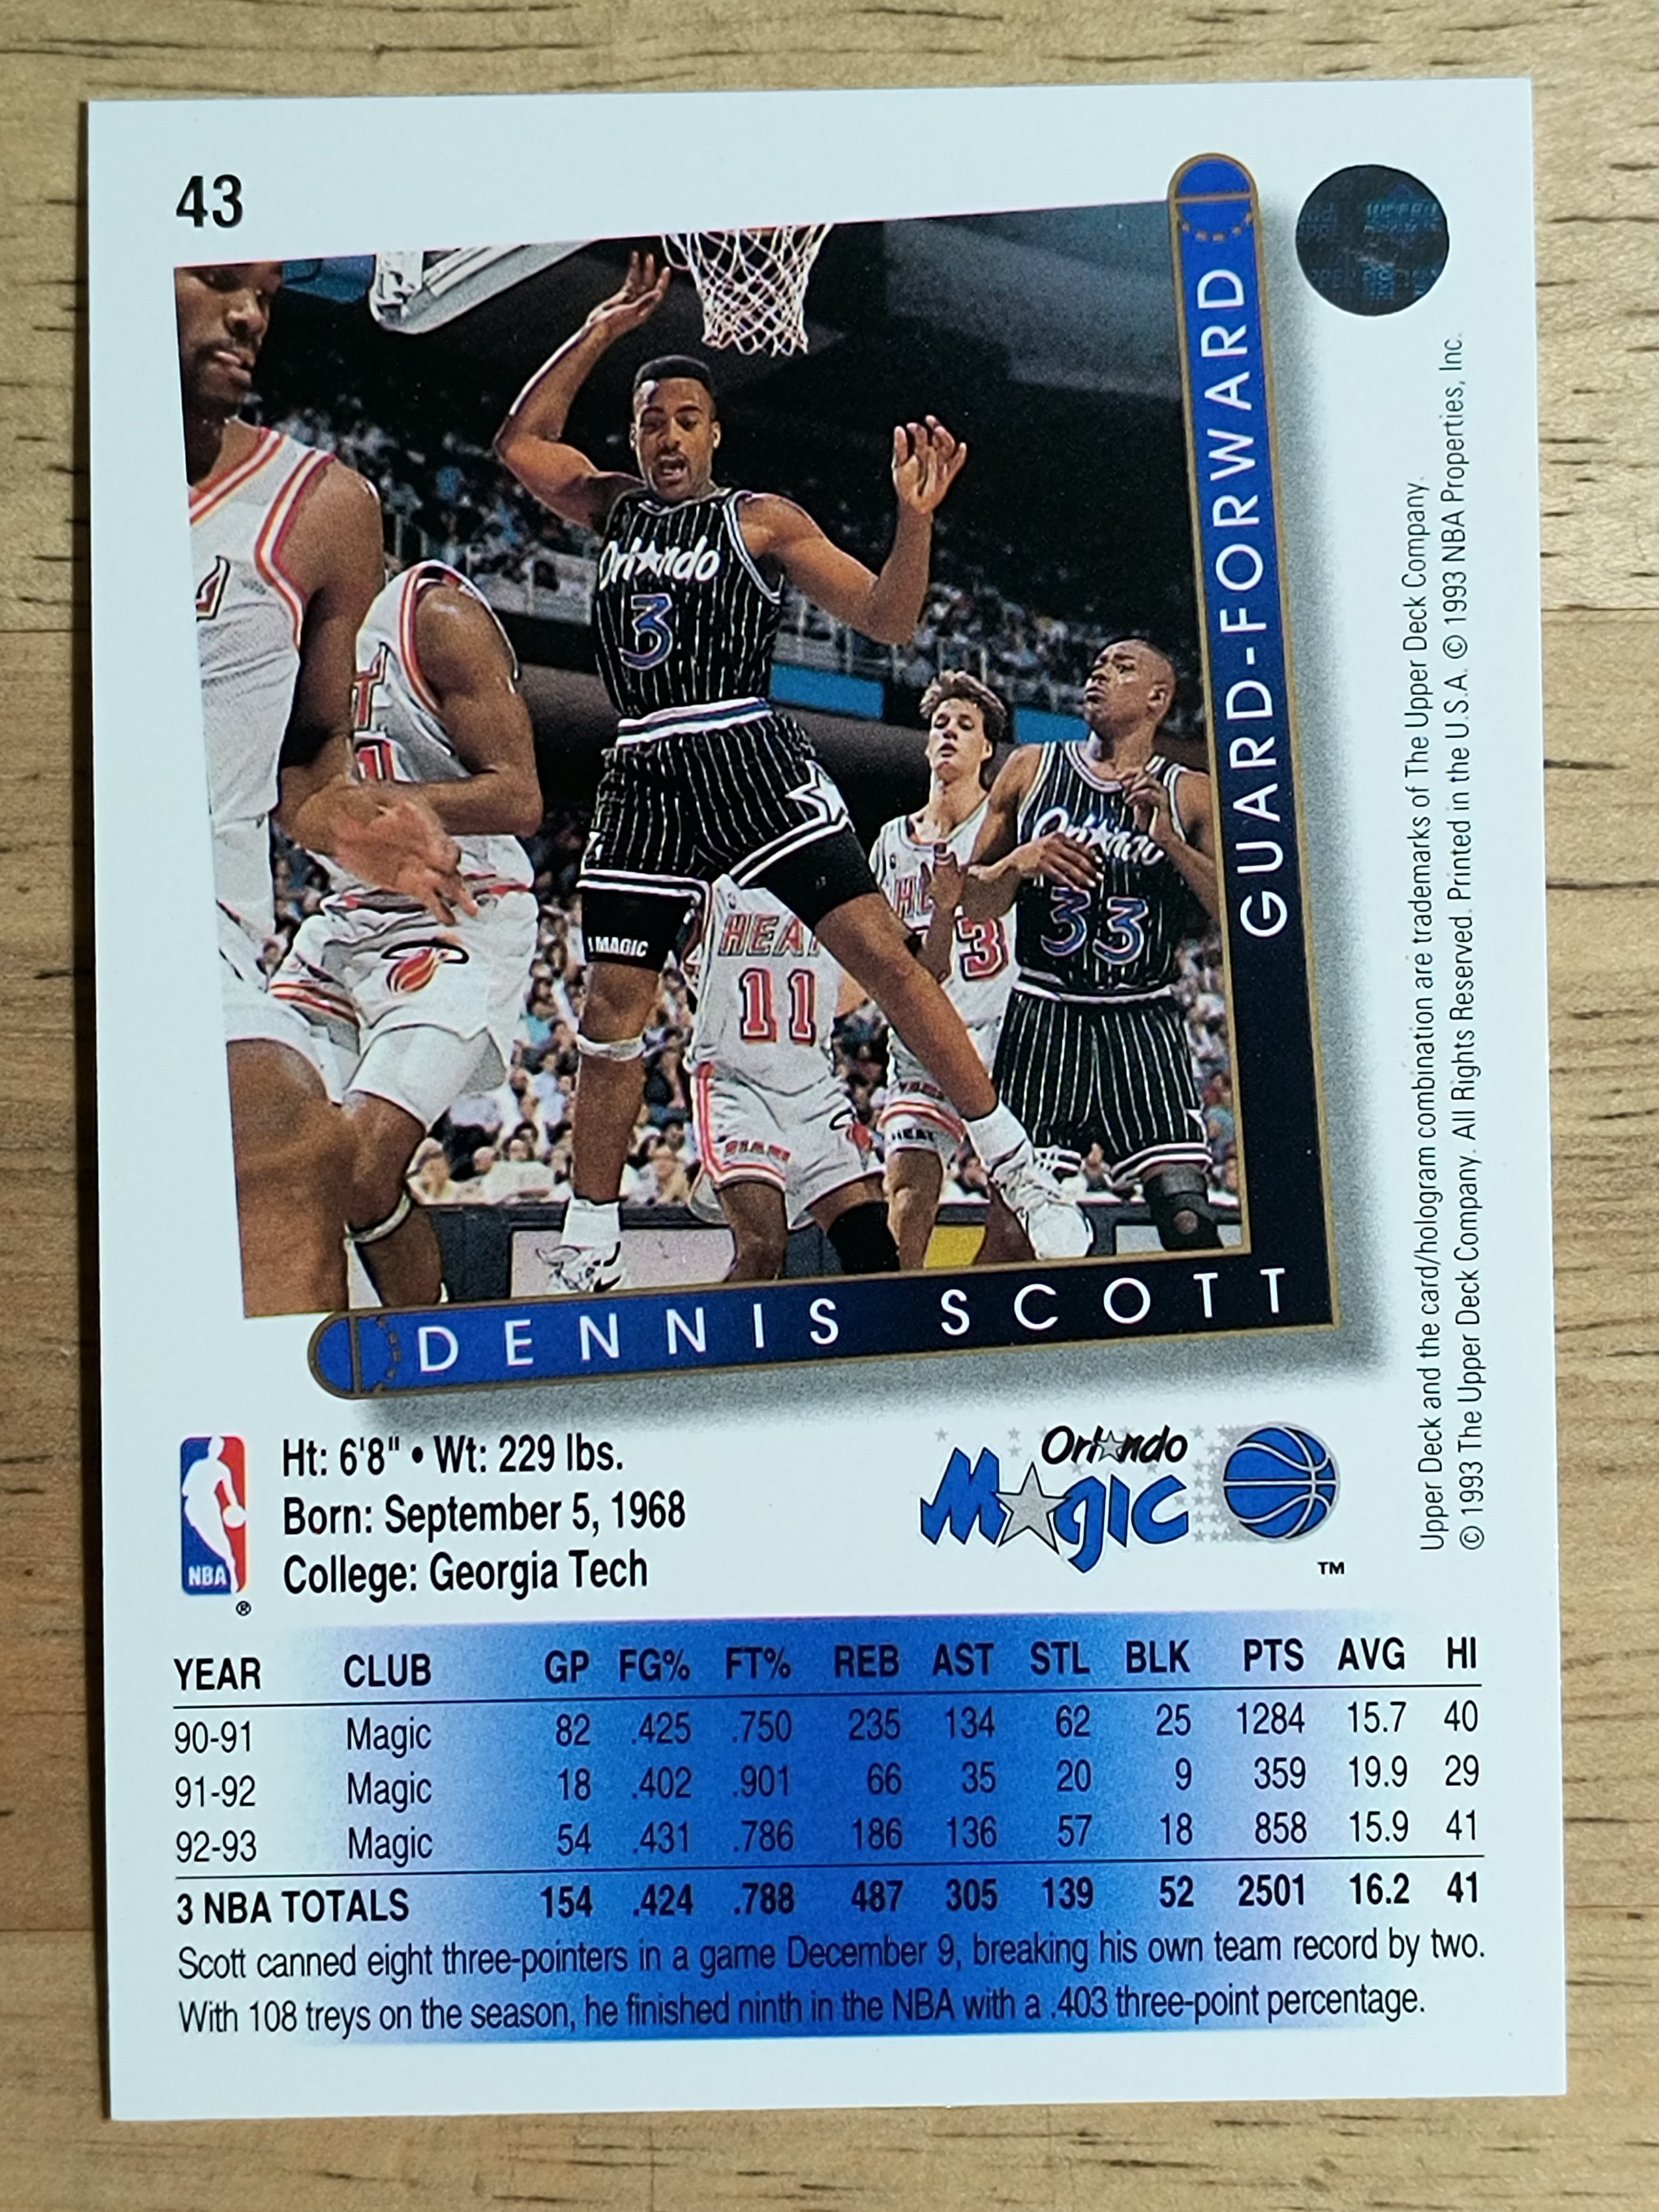 43
GUARD-FORWARD
Orlando
3
HEAT
11
3
Orlando
33
MAGIC
HEAT
DENNIS SCOTT
Upper Deck and the card/hologram combination are trademarks of The Upper Deck Company.
© 1993 The Upper Deck Company. All Rights Reserved. Printed in the U.S.A. © 1993 NBA Properties, Inc.
NBA
®
Ht: 6'8" • Wt: 229 lbs.
Born: September 5, 1968
College: Georgia Tech
Orlando
Magic
TM
YEAR CLUB GP FG% FT% REB AST STL BLK PTS AVG HI
90-91 Magic 82 .425 .750 235 134 62 25 1284 15.7 40
91-92 Magic 18 .402 .901 66 35 20 9 359 19.9 29
92-93 Magic 54 .431 .786 186 136 57 18 858 15.9 41
3 NBA TOTALS 154 .424 .788 487 305 139 52 2501 16.2 41
Scott canned eight three-pointers in a game December 9, breaking his own team record by two.
With 108 treys on the season, he finished ninth in the NBA with a .403 three-point percentage.